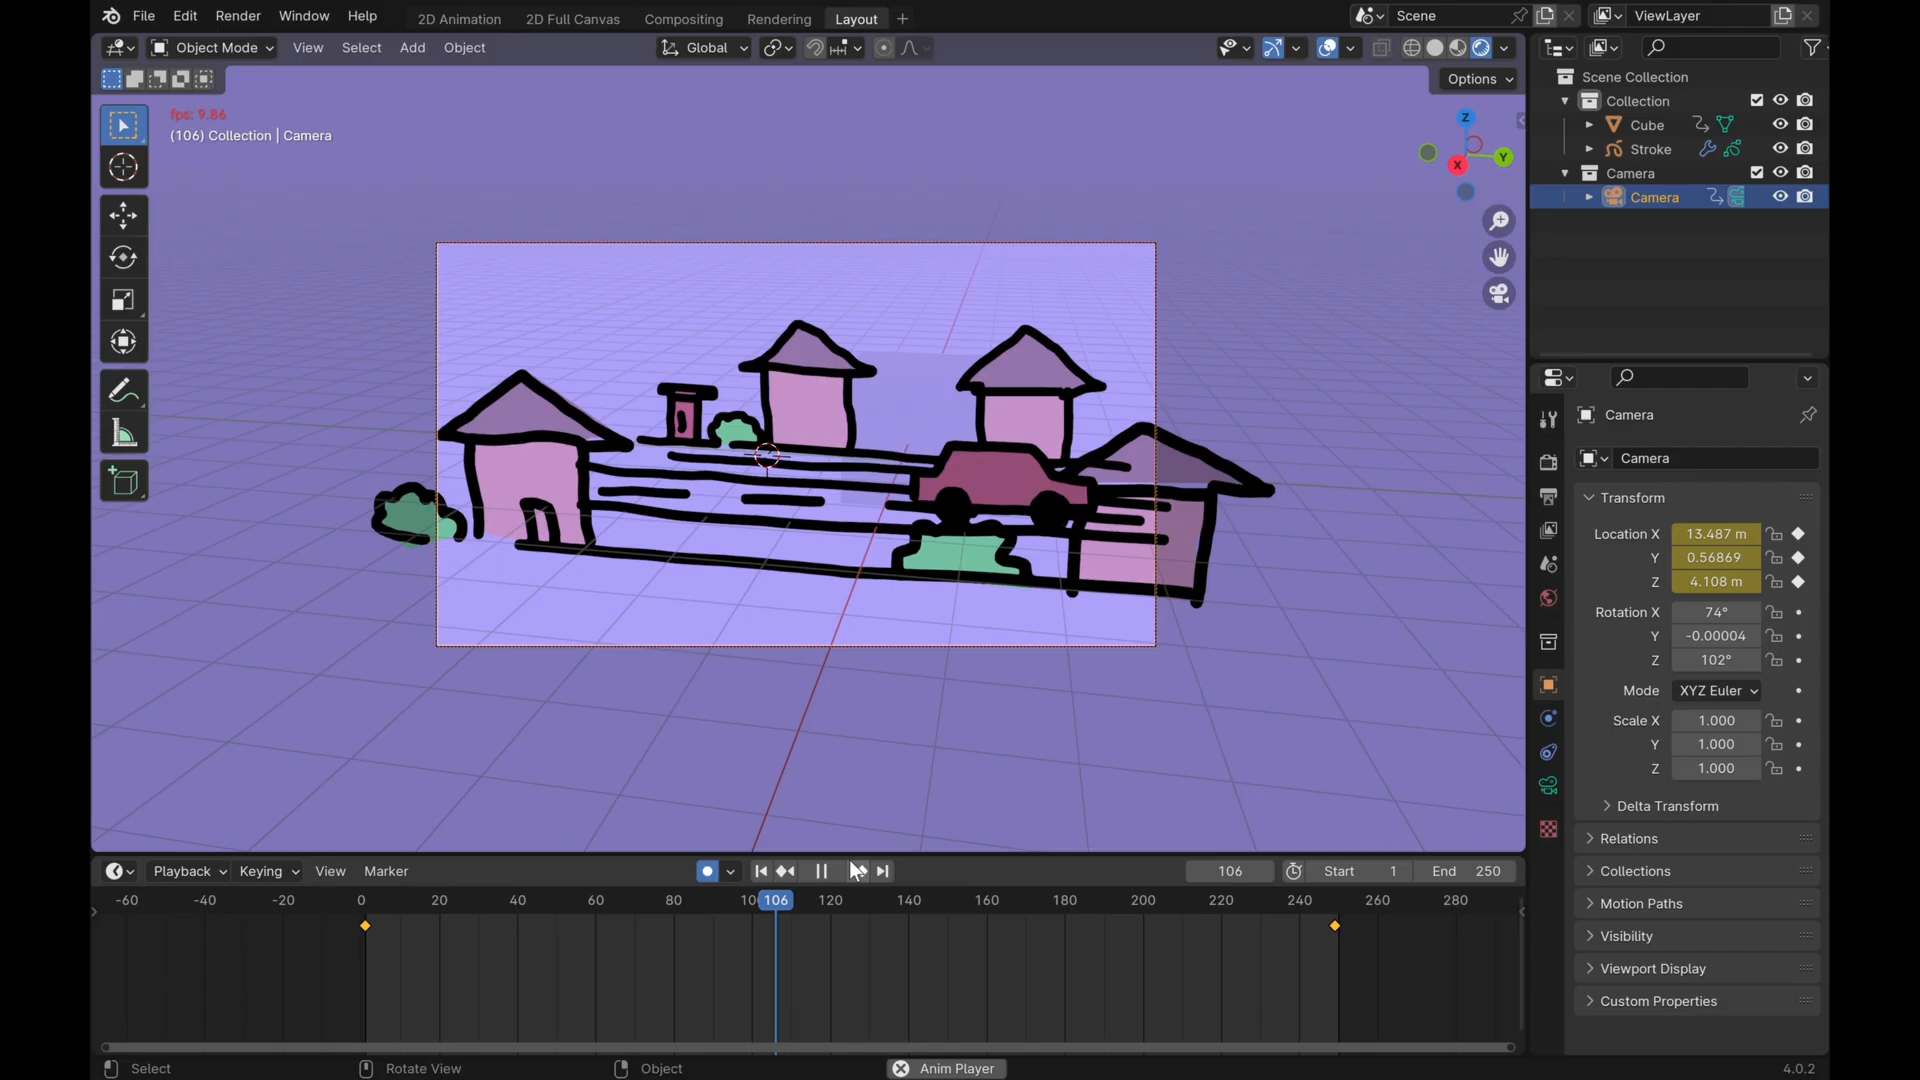 File Edit Render Window Help 2D Animation 2D Full Canvas Compositing Rendering Layout Scene ViewLayer
Object Mode View Select Add Object Global
Options
fps: 9.86
(106) Collection | Camera
Z
Y
X
Scene Collection
Collection
Cube
Stroke
Camera
Camera
Camera
Camera
Transform
Location X 13.487 m
Y 0.56869
Z 4.108 m
Rotation X 74°
Y -0.00004
Z 102°
Mode XYZ Euler
Scale X 1.000
Y 1.000
Z 1.000
Delta Transform
Relations
Collections
Motion Paths
Visibility
Viewport Display
Custom Properties
Playback Keying View Marker 106 Start 1 End 250
-60 -40 -20 0 20 40 60 80 106 120 140 160 180 200 220 240 260 280
Select Rotate View Object Anim Player 4.0.2